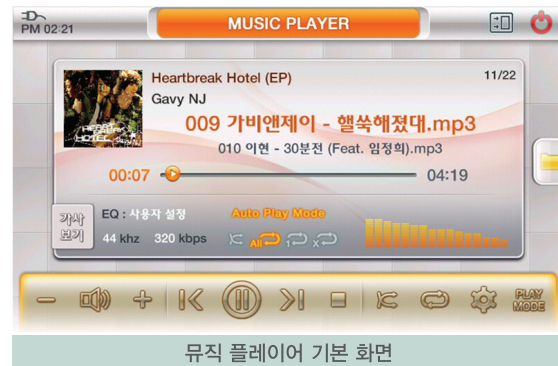 PM 02:21
MUSIC PLAYER
Heartbreak Hotel (EP)
11/22
Gavy NJ
009 가비앤제이 - 핼쑥해졌대.mp3
010 이현 - 30분전 (Feat. 임정희).mp3
00:07
04:19
가사
보기
EQ : 사용자 설정
Auto Play Mode
44 khz 320 kbps
All
1
X
PLAY
MODE
뮤직 플레이어 기본 화면